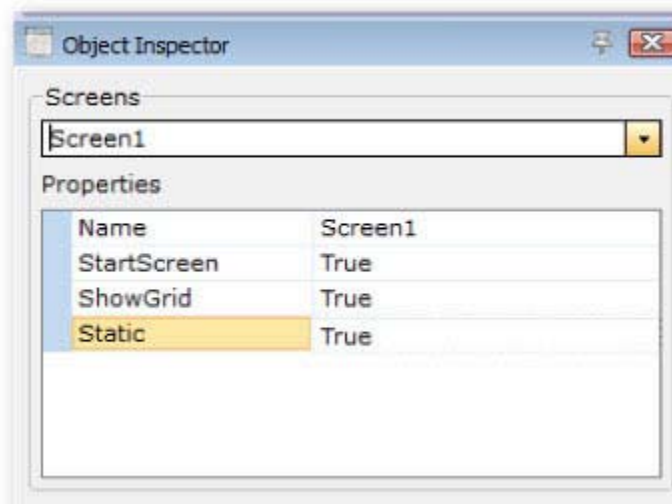 Object Inspector
Screens
Screen1
Properties
Name Screen1
StartScreen True
ShowGrid True
Static True